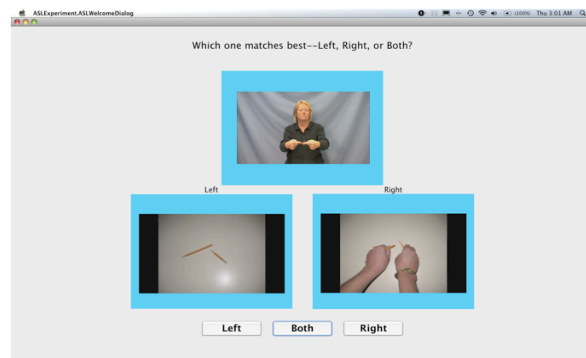 ASLExperiment.ASLWelcomeDialog (100%) Thu 3:01 AM
Which one matches best--Left, Right, or Both?
Left Right
Left Both Right